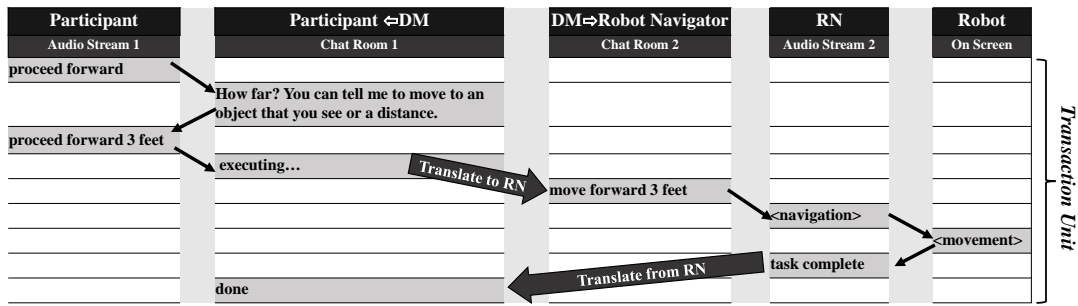 Participant
Participant ⇐DM
DM⇨Robot Navigator
RN
Robot
Audio Stream 1
Chat Room 1
Chat Room 2
Audio Stream 2
On Screen
proceed forward
How far? You can tell me to move to an
object that you see or a distance.
proceed forward 3 feet
executing…
Translate to RN
move forward 3 feet
<navigation>
<movement>
task complete
Translate from RN
done
Transaction Unit